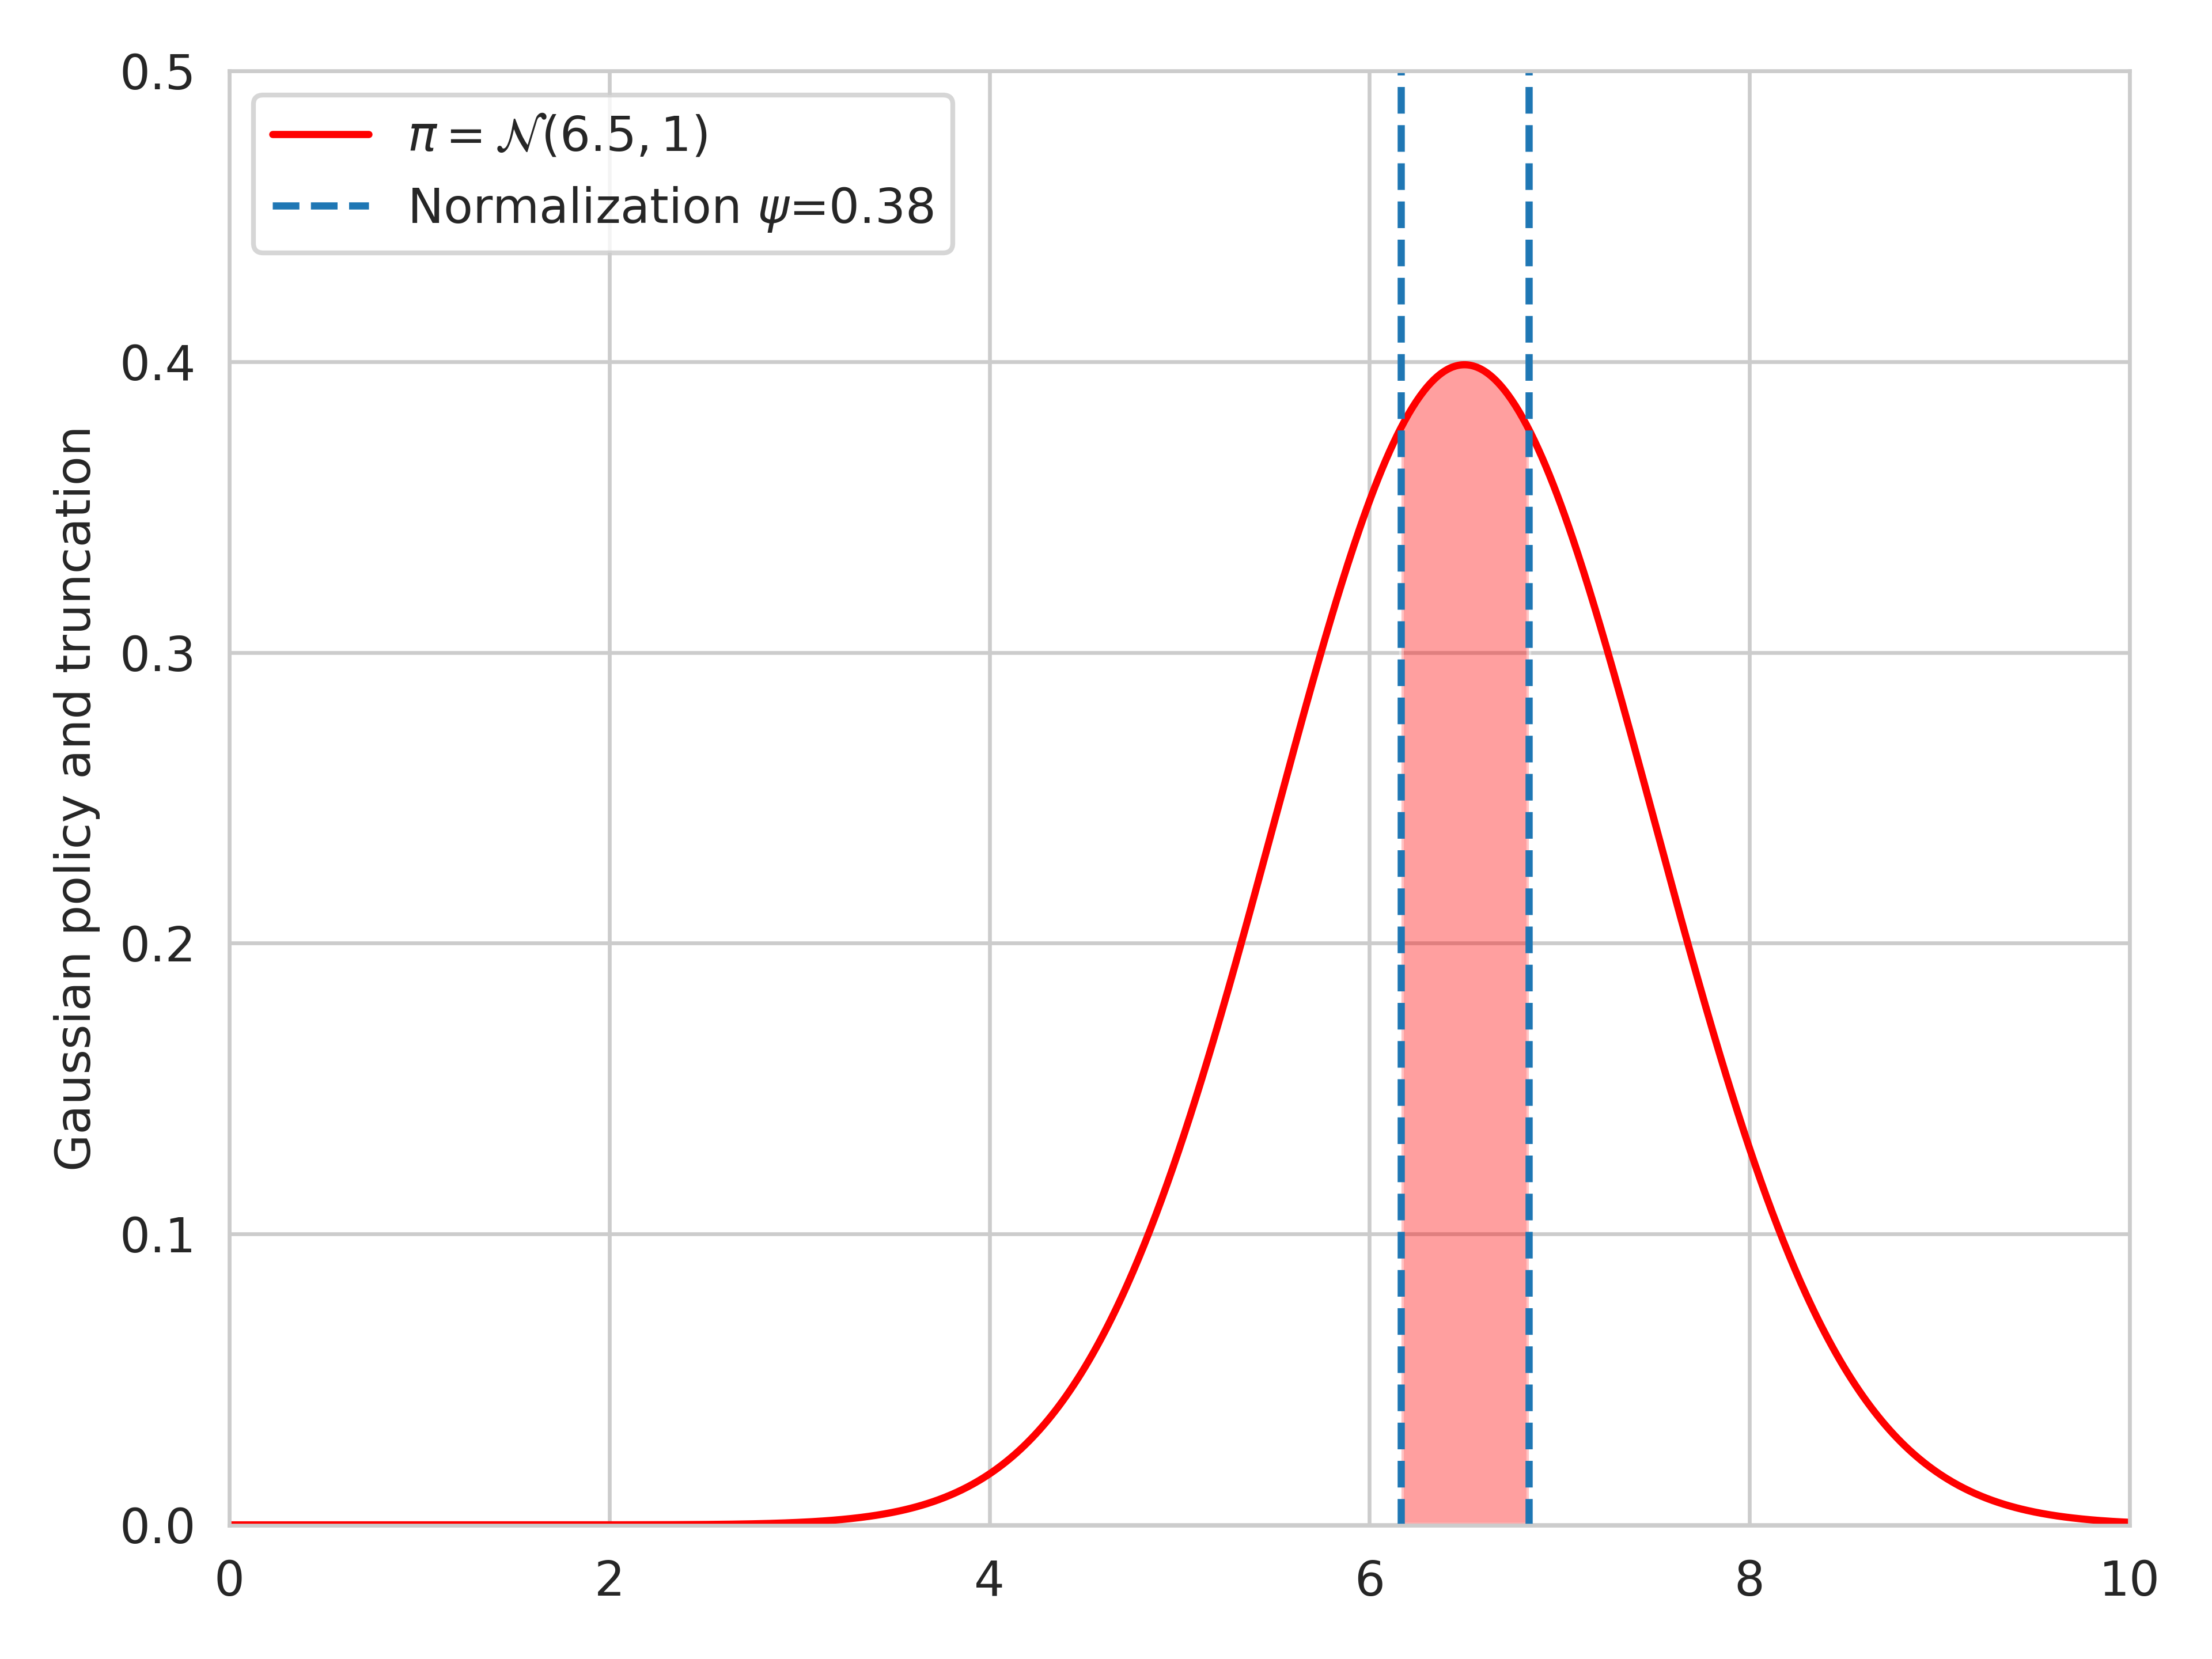 0.5
π = 𝒩(6.5, 1)
Normalization ψ=0.38
0.4
0.3
0.2
0.1
0.0
Gaussian policy and truncation
0 2 4 6 8 10